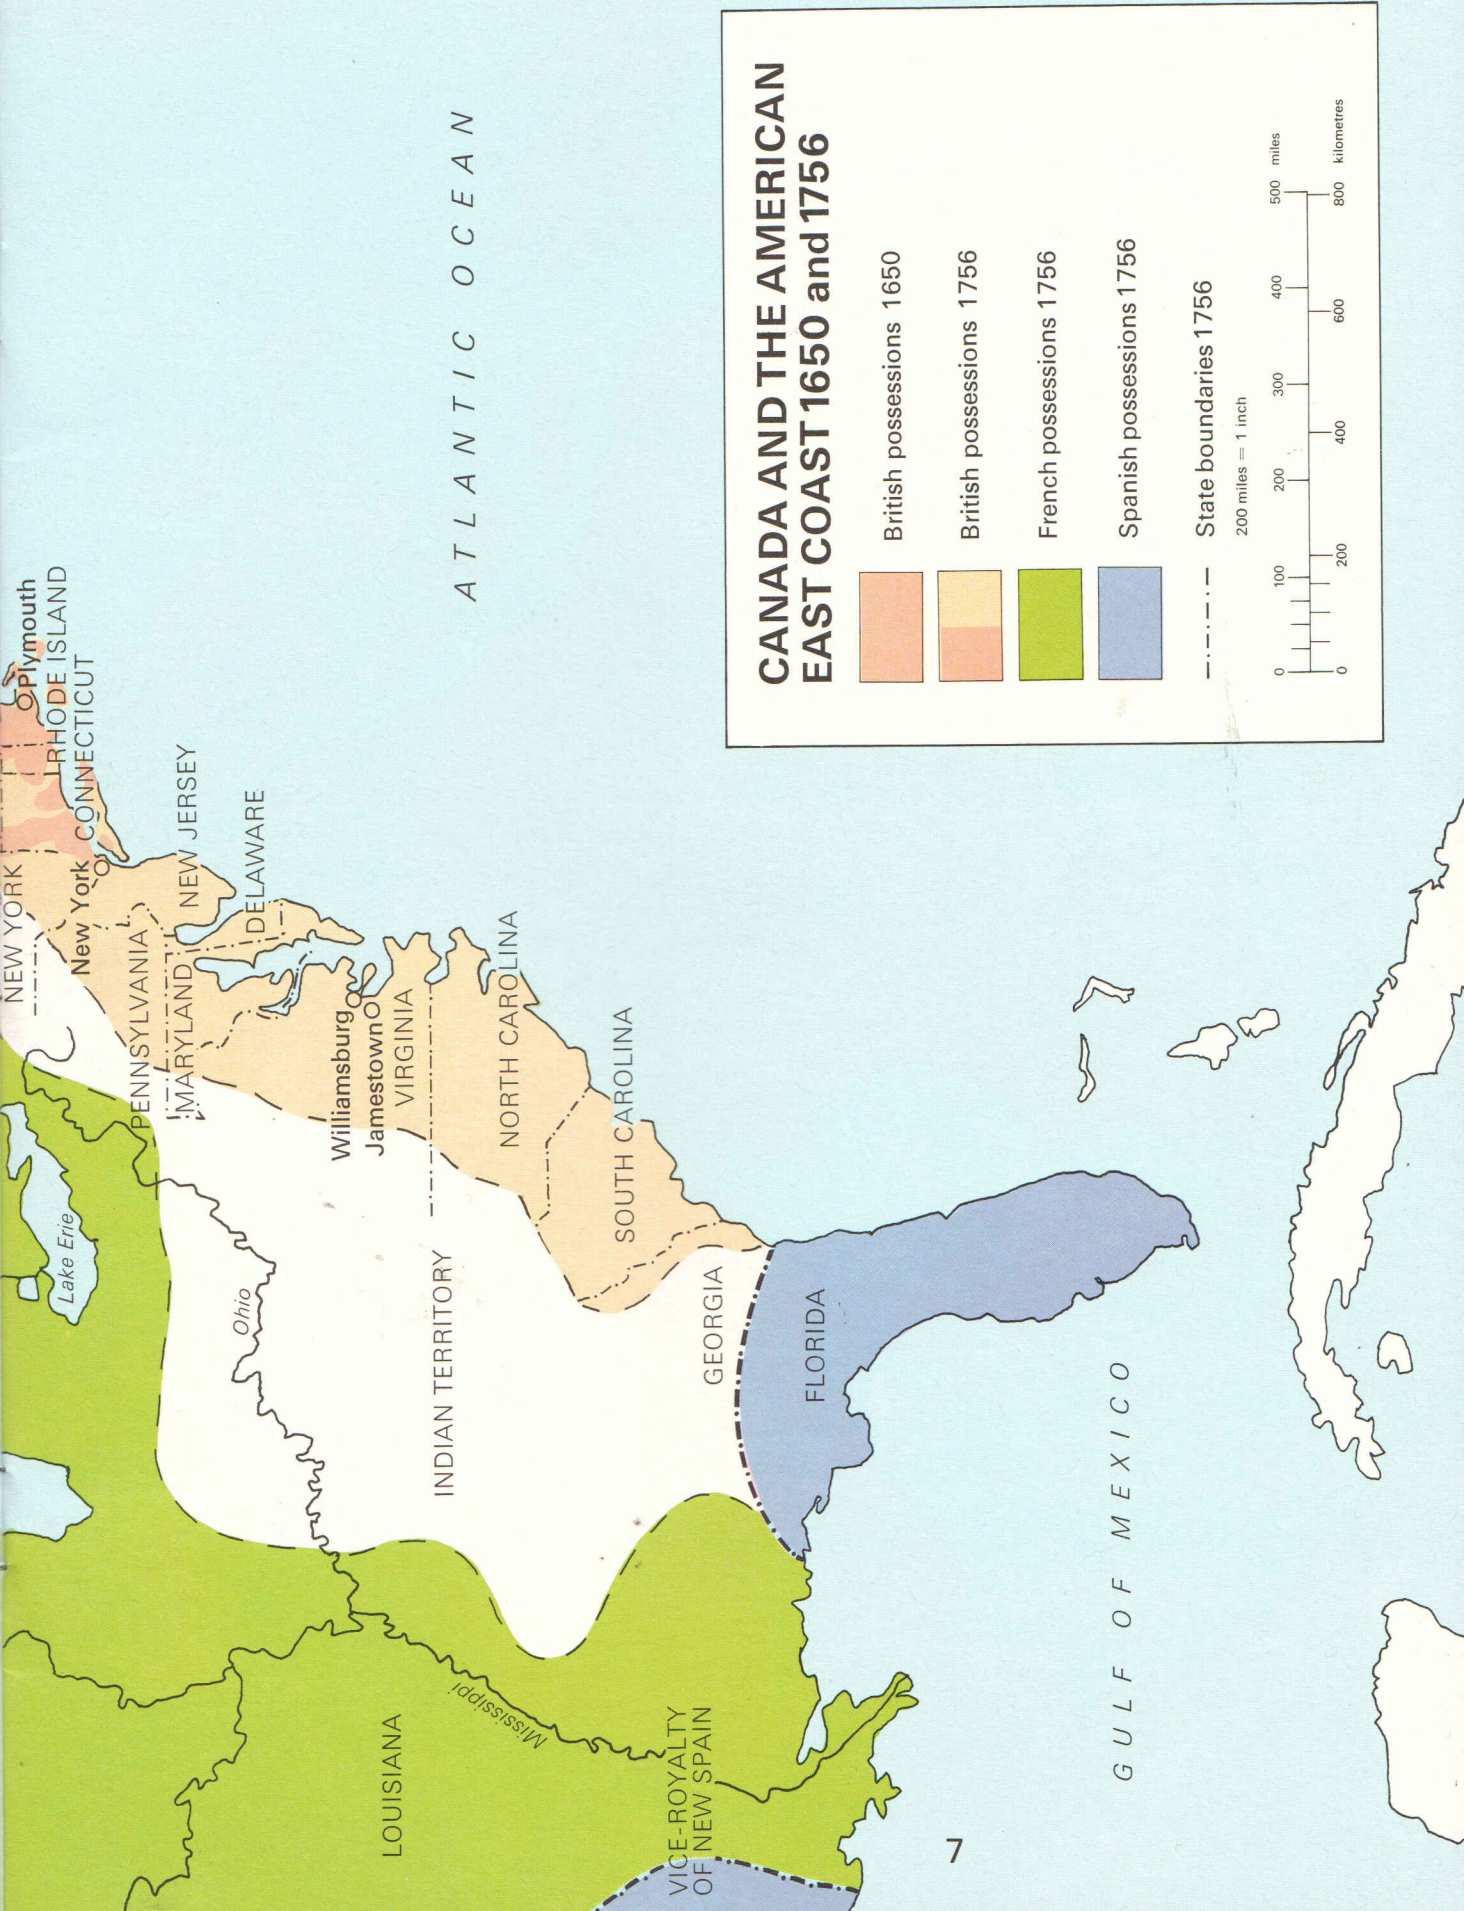 CANADA AND THE AMERICAN
EAST COAST 1650 and 1756
British possessions 1650
British possessions 1756
French possessions 1756
Spanish possessions 1756
State boundaries 1756
200 miles = 1 inch
0 100 200 300 400 500 miles
0 200 400 600 800 kilometres
NEW YORK
Plymouth
RHODE ISLAND
CONNECTICUT
New York
NEW JERSEY
DELAWARE
PENNSYLVANIA
MARYLAND
Williamsburg
Jamestown
VIRGINIA
NORTH CAROLINA
SOUTH CAROLINA
GEORGIA
FLORIDA
INDIAN TERRITORY
Lake Erie
Ohio
Mississippi
LOUISIANA
VICE-ROYALTY
OF NEW SPAIN
ATLANTIC OCEAN
GULF OF MEXICO
7